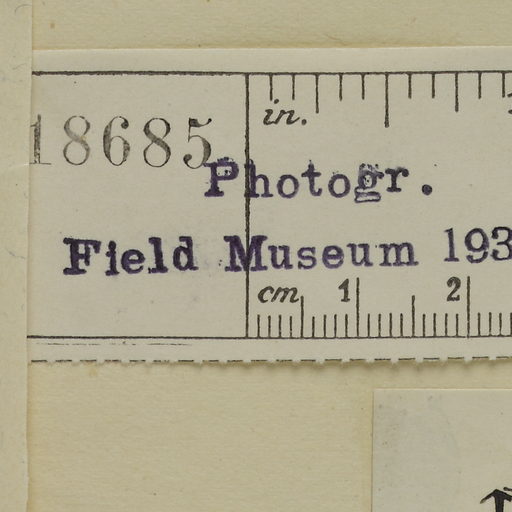 in.
18685
Photogr.
Field Museum 193
cm 1 2